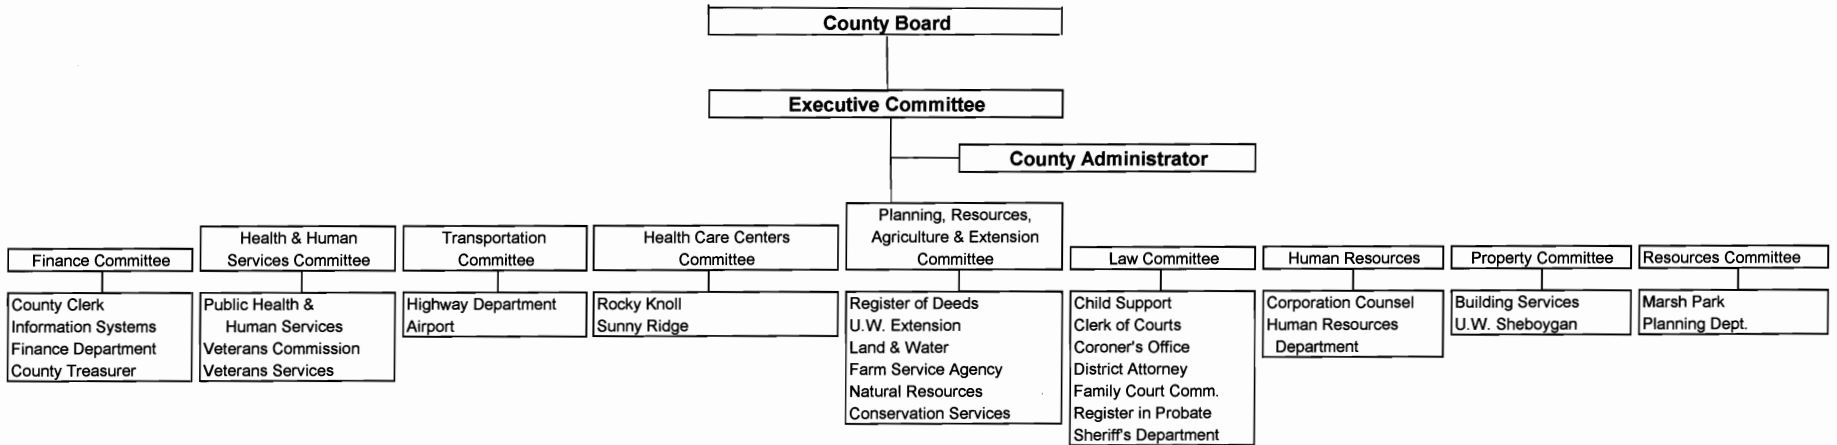 County Board
Executive Committee
County Administrator
Finance Committee
County Clerk
Information Systems
Finance Department
County Treasurer
Health & Human
Services Committee
Public Health &
Human Services
Veterans Commission
Veterans Services
Transportation
Committee
Highway Department
Airport
Health Care Centers
Committee
Rocky Knoll
Sunny Ridge
Planning, Resources,
Agriculture & Extension
Committee
Register of Deeds
U.W. Extension
Land & Water
Farm Service Agency
Natural Resources
Conservation Services
Law Committee
Child Support
Clerk of Courts
Coroner's Office
District Attorney
Family Court Comm.
Register in Probate
Sheriff's Department
Human Resources
Corporation Counsel
Human Resources
Department
Property Committee
Building Services
U.W. Sheboygan
Resources Committee
Marsh Park
Planning Dept.